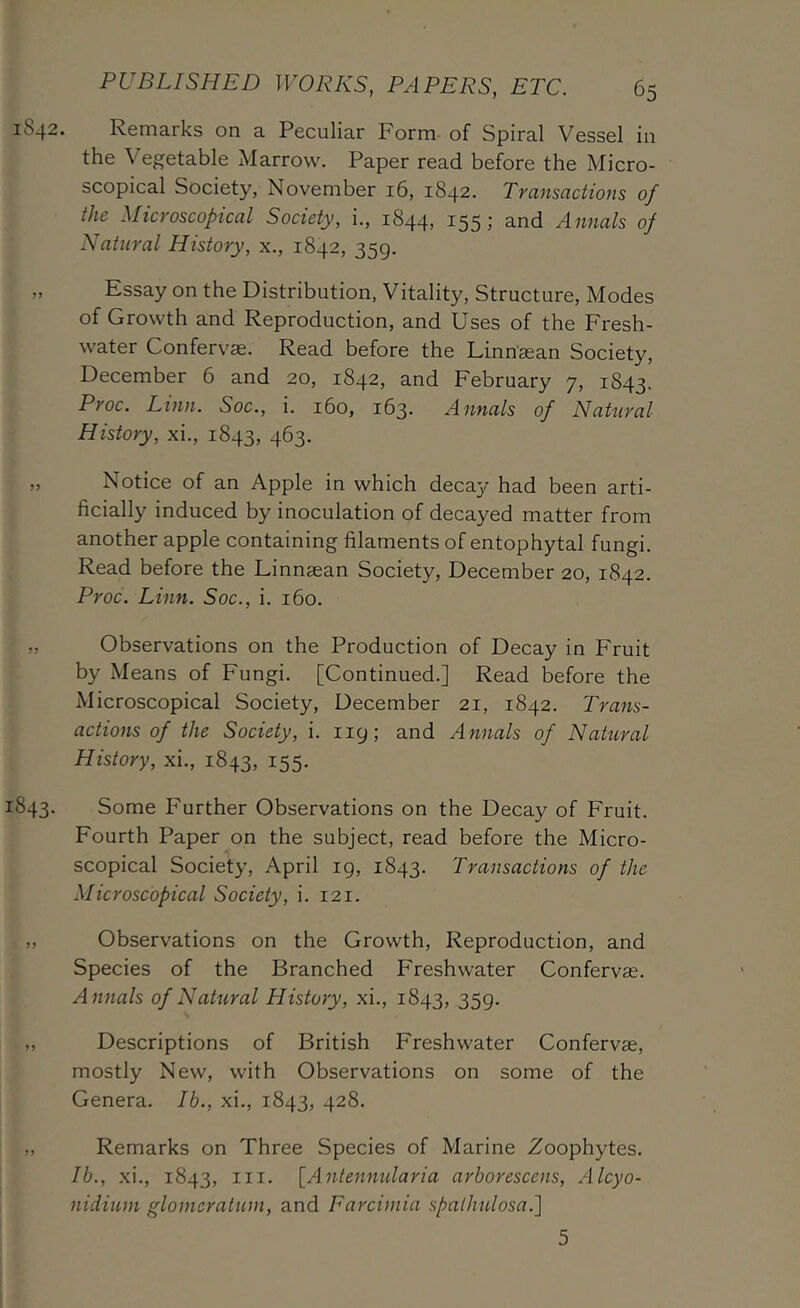 PUBLISHED WORKS, PAPERS, ETC. 65
1842. Remarks on a Peculiar Form of Spiral Vessel in
the Vegetable Marrow. Paper read before the Micro-
scopical Society, November 16, 1842. Transactions of
the Microscopical Society, i., 1844, 155; and Annals of
Natural History, x., 1842, 359.
„ Essay on the Distribution, Vitality, Structure, Modes
of Growth and Reproduction, and Uses of the Fresh-
water Confervæ. Read before the Linnæan Society,
December 6 and 20, 1842, and February 7, 1843.
Proc. Linn. Soc., i. 160, 163. Annals of Natural
History, xi., 1843, 463.
„ Notice of an Apple in which decay had been arti-
ficially induced by inoculation of decayed matter from
another apple containing filaments of entophytal fungi.
Read before the Linnæan Society, December 20, 1842.
Proc. Linn. Soc., i. 160.
„ Observations on the Production of Decay in Fruit
by Means of Fungi. [Continued.] Read before the
Microscopical Society, December 21, 1842. Trans-
actions of the Society, i. 119; and Annals of Natural
History, xi., 1843, 155.
1843. Some Further Observations on the Decay of Fruit.
Fourth Paper on the subject, read before the Micro-
scopical Society, April 19, 1843. Transactions of the
Microscopical Society, i. 121.
„ Observations on the Growth, Reproduction, and
Species of the Branched Freshwater Confervæ.
Annals of Natural History, xi., 1843, 359.
„ Descriptions of British Freshwater Confervæ,
mostly New, with Observations on some of the
Genera. Ib., xi., 1843, 428.
„ Remarks on Three Species of Marine Zoophytes.
Ib., xi., 1843, 111. [Antennularia arborescens, Alcyo-
nidium glomeratum, and Farcimia spathulosa.]
5